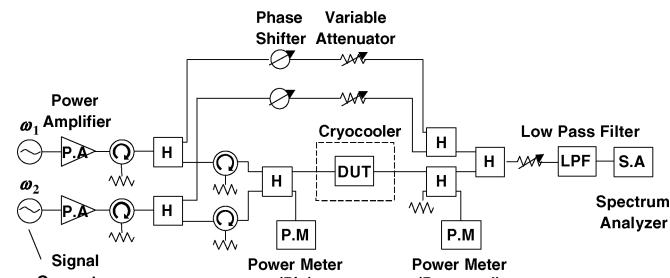 Phase Shifter
Variable Attenuator
Power Amplifier
ω1
P.A
H
Cryocooler
DUT
H
H
Low Pass Filter
LPF
S.A
ω2
P.A
H
H
H
P.M
P.M
Spectrum Analyzer
Signal
Power Meter
Power Meter